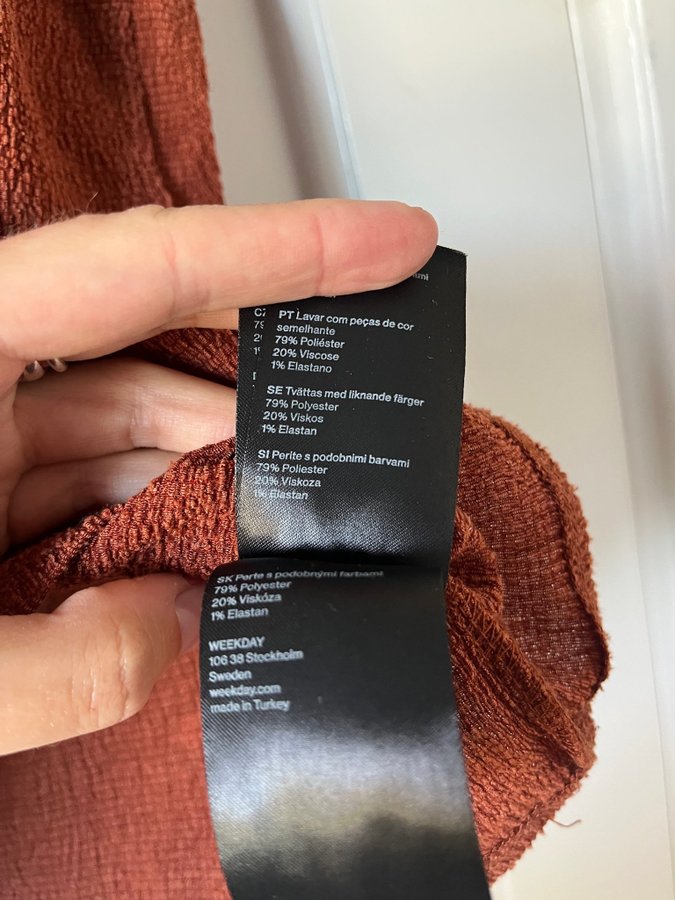 PT Lavar com peças de cor
semelhante
79% Poliéster
20% Viscose
1% Elastano
SE Tvättas med liknande färger
79% Polyester
20% Viskos
1% Elastan
SI Perite s podobnimi barvami
79% Poliester
20% Viskoza
1% Elastan
SK Perte s podobnými farbami
79% Polyester
20% Viskóza
1% Elastan
WEEKDAY
106 38 Stockholm
Sweden
weekday.com
made in Turkey